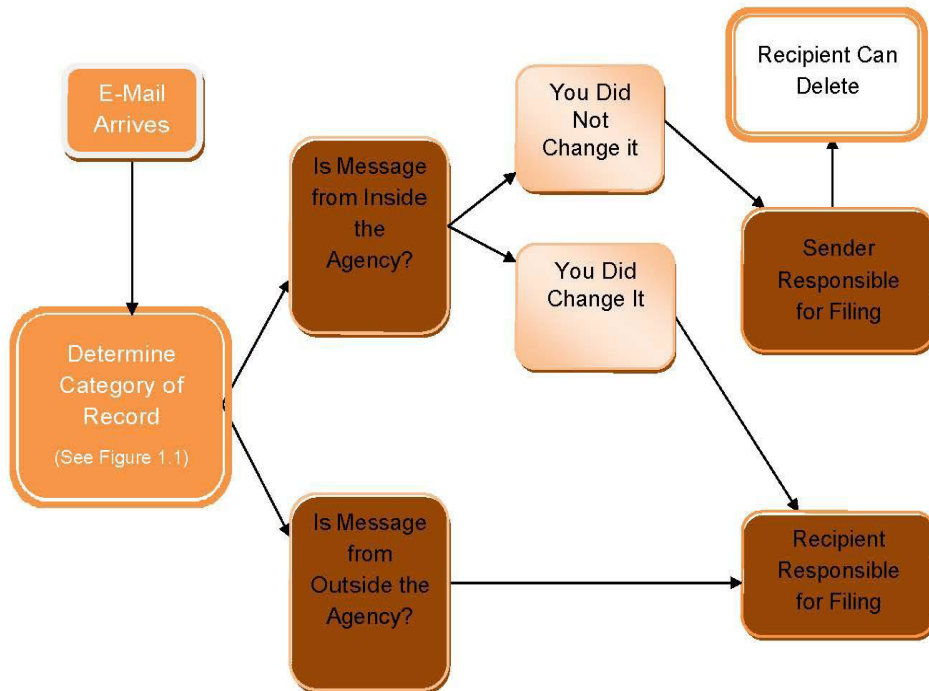 E-Mail
Arrives
Determine
Category of
Record
(See Figure 1.1)
Is Message
from Inside
the
Agency?
Is Message
from
Outside the
Agency?
You Did
Not
Change it
You Did
Change It
Recipient Can
Delete
Sender
Responsible
for Filing
Recipient
Responsible
for Filing